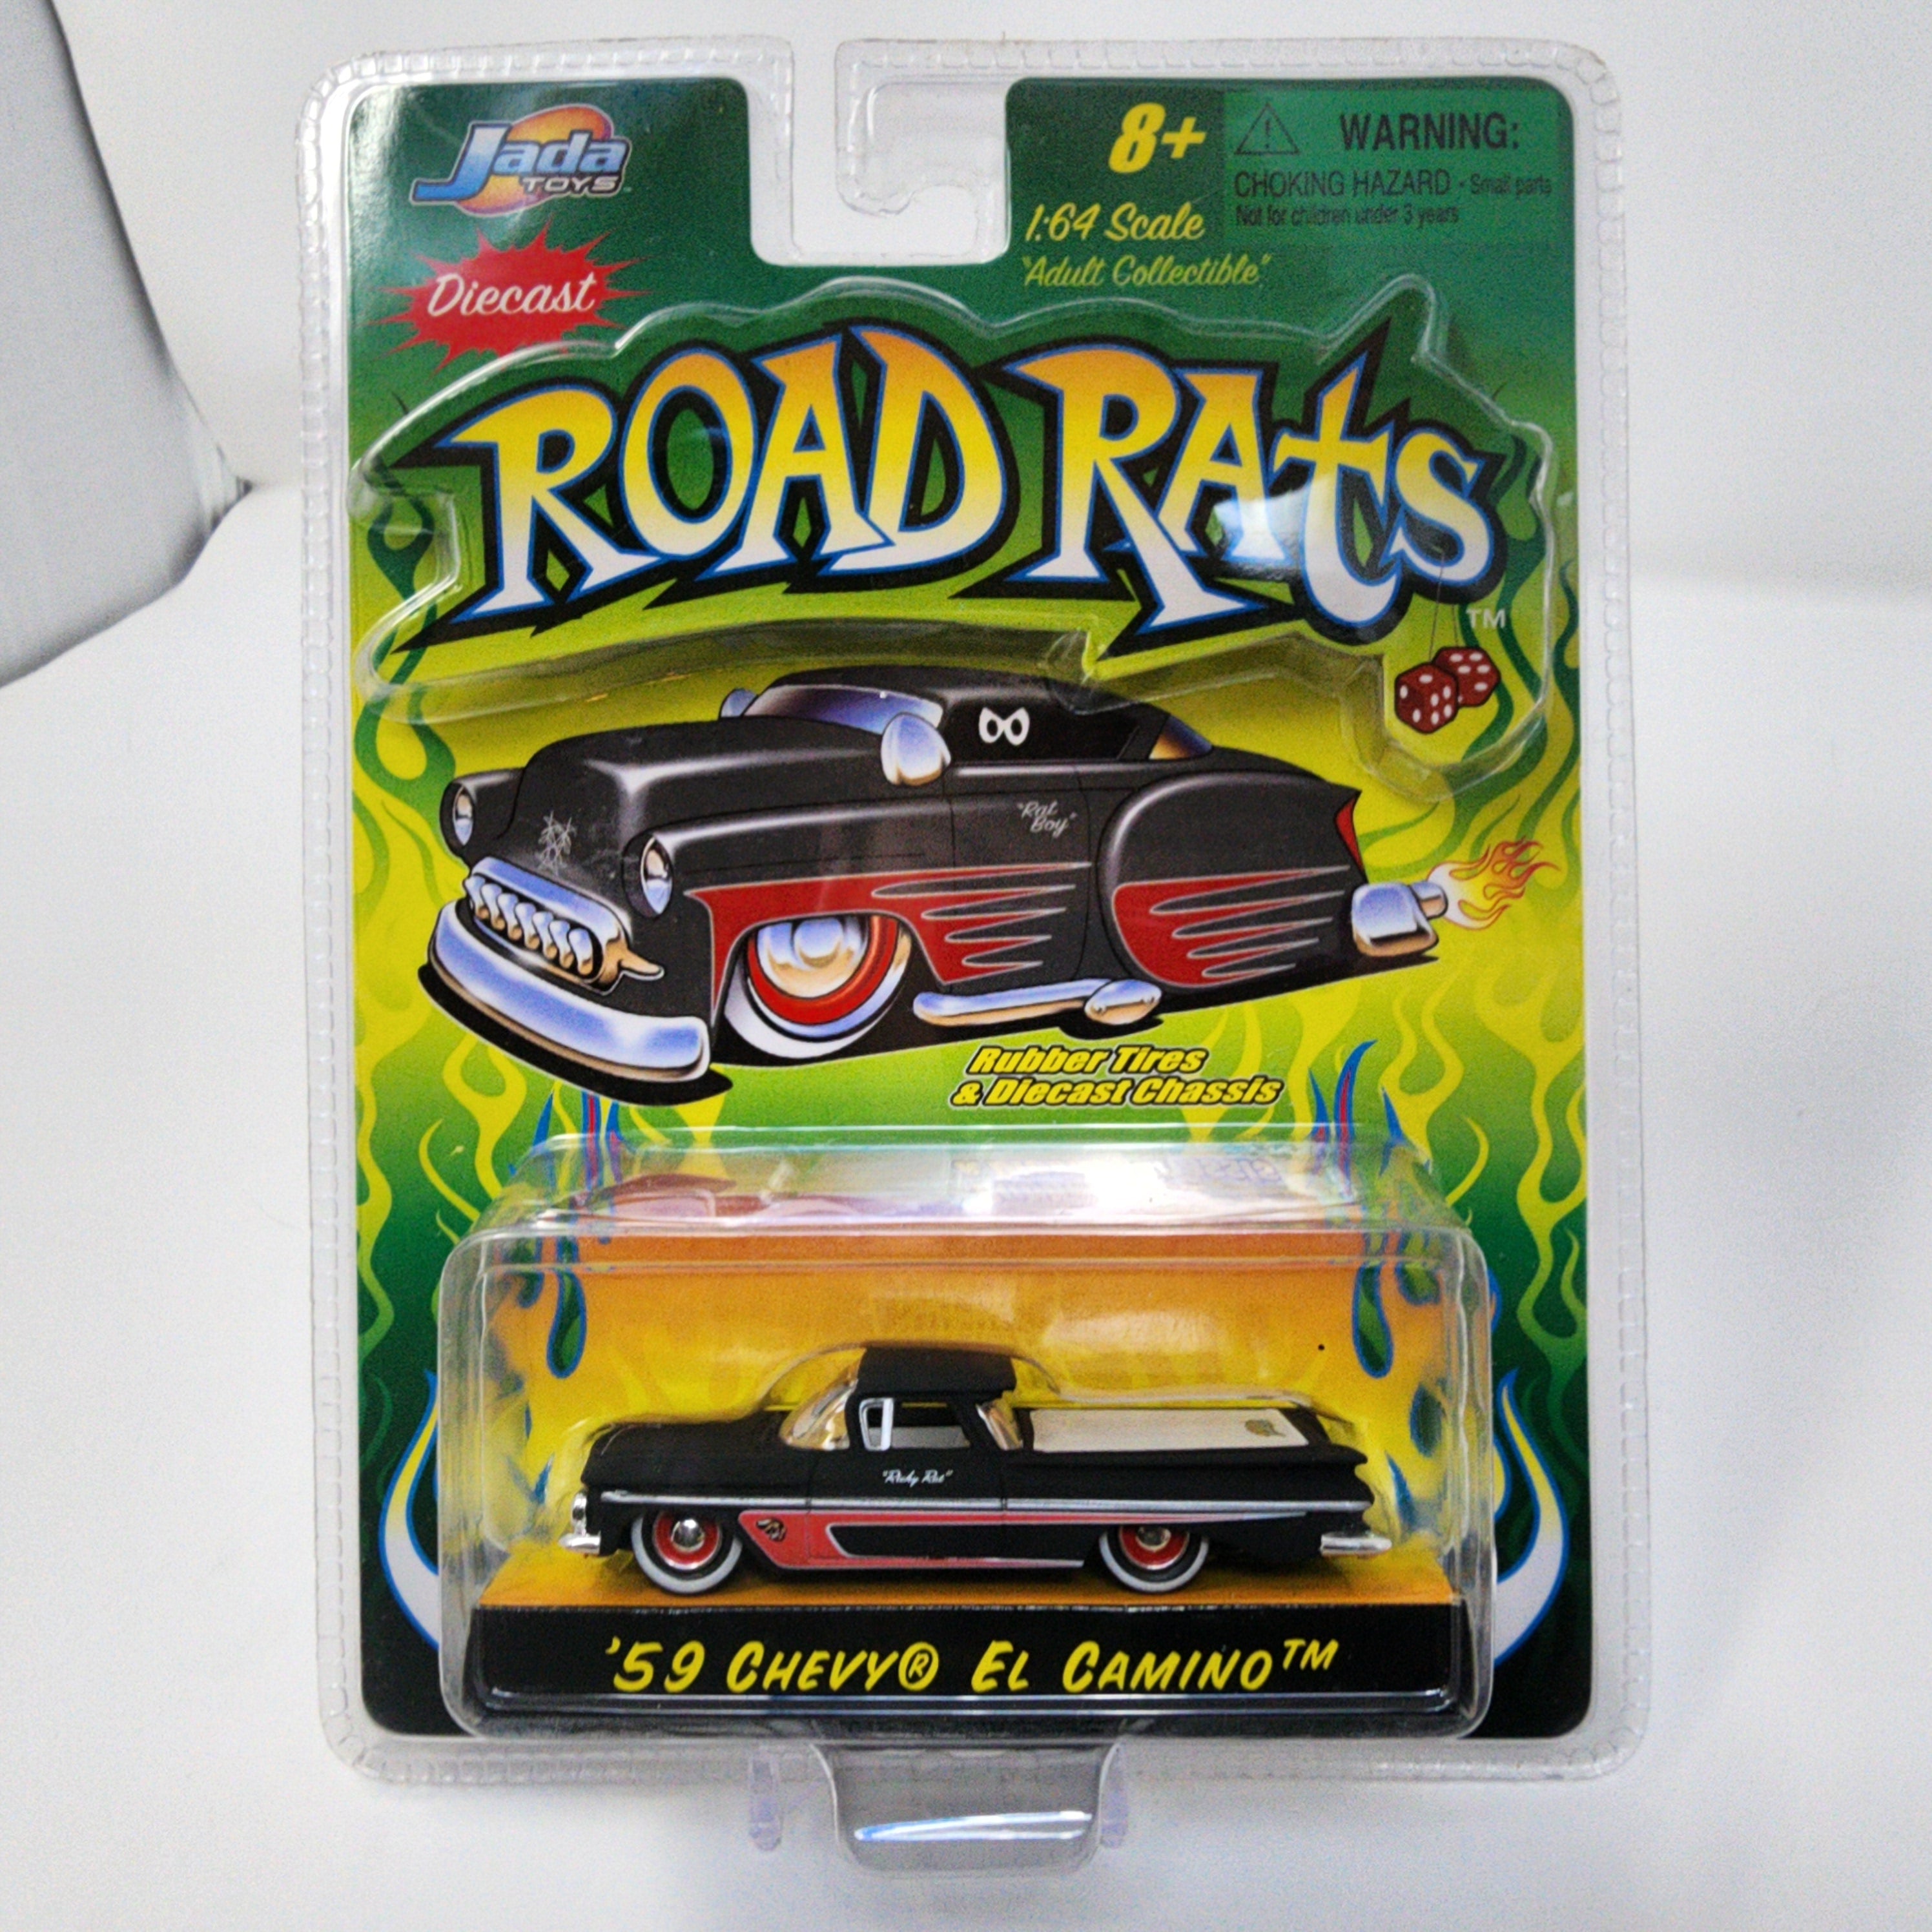 Jada
TOYS
Diecast
8+
1:64 Scale
"Adult Collectible"
WARNING:
CHOKING HAZARD - Small parts
Not for children under 3 years
ROAD RATS
TM
"Rat
Boy"
Rubber Tires
& Diecast Chassis
'59 CHEVY® EL CAMINO™